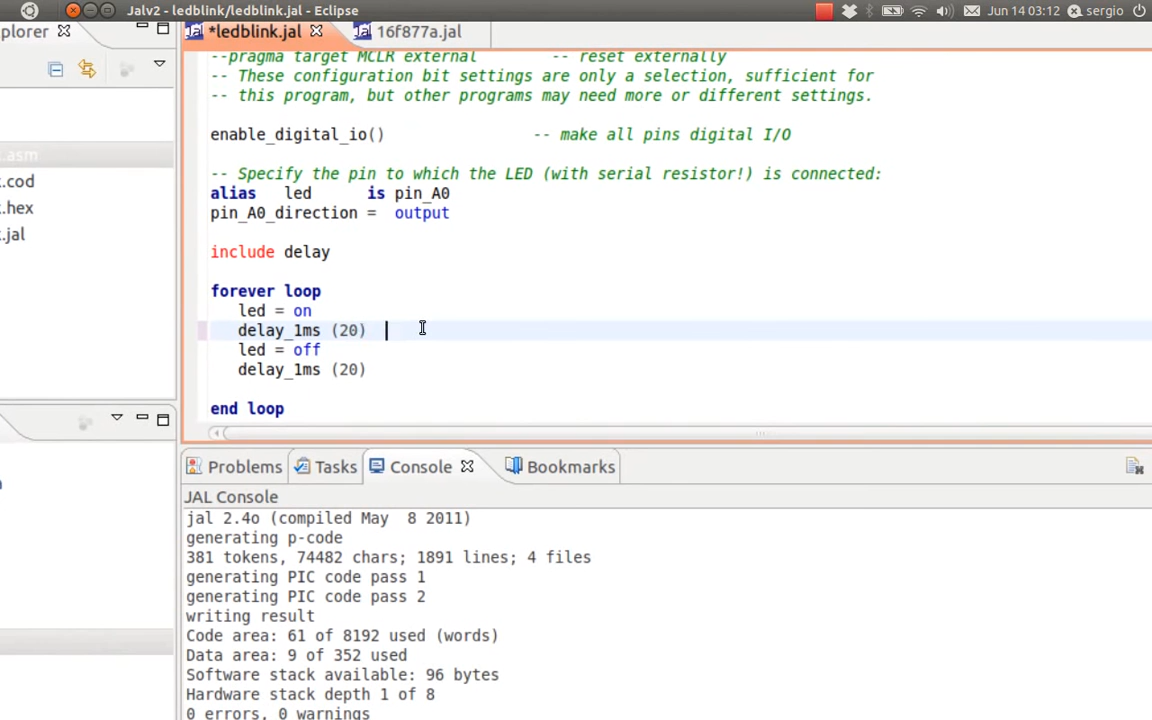 Jalv2 - ledblink/ledblink.jal - Eclipse
Jun 14 03:12 sergio
plorer
*ledblink.jal
16f877a.jal
--pragma target MCLR external -- reset externally
-- These configuration bit settings are only a selection, sufficient for
-- this program, but other programs may need more or different settings.
enable_digital_io() -- make all pins digital I/O
-- Specify the pin to which the LED (with serial resistor!) is connected:
alias led is pin_A0
pin_A0_direction = output
include delay
forever loop
led = on
delay_1ms (20)
led = off
delay_1ms (20)
end loop
.asm
.cod
.hex
.jal
Problems Tasks Console Bookmarks
JAL Console
jal 2.4o (compiled May 8 2011)
generating p-code
381 tokens, 74482 chars; 1891 lines; 4 files
generating PIC code pass 1
generating PIC code pass 2
writing result
Code area: 61 of 8192 used (words)
Data area: 9 of 352 used
Software stack available: 96 bytes
Hardware stack depth 1 of 8
0 errors, 0 warnings